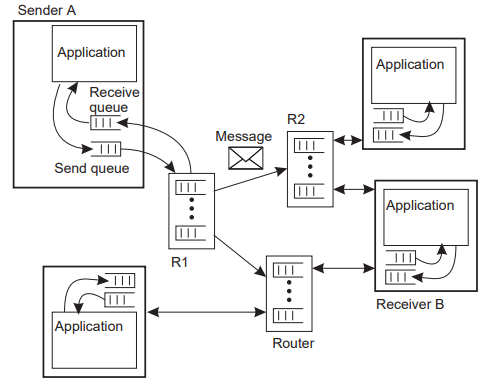 Sender A
Application
Receive
queue
Send queue
R1
Message
R2
Application
Application
Receiver B
Router
Application